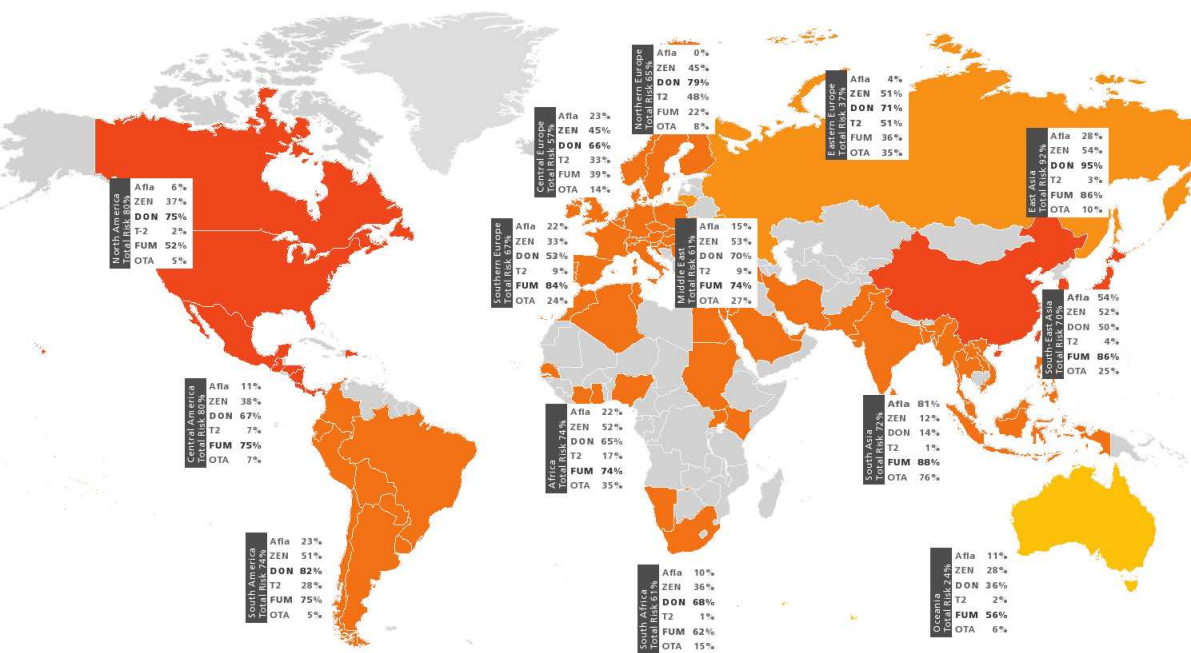 North America
Total Risk 80%
Afla 6%
ZEN 37%
DON 75%
T-2 2%
FUM 52%
OTA 5%
Central America
Total Risk 80%
Afla 11%
ZEN 38%
DON 67%
T2 7%
FUM 75%
OTA 7%
South America
Total Risk 74%
Afla 23%
ZEN 51%
DON 82%
T2 28%
FUM 75%
OTA 5%
Northern Europe
Total Risk 65%
Afla 0%
ZEN 45%
DON 79%
T2 48%
FUM 22%
OTA 8%
Central Europe
Total Risk 57%
Afla 23%
ZEN 45%
DON 66%
T2 33%
FUM 39%
OTA 14%
Southern Europe
Total Risk 67%
Afla 22%
ZEN 33%
DON 53%
T2 9%
FUM 84%
OTA 24%
Eastern Europe
Total Risk 37%
Afla 4%
ZEN 51%
DON 71%
T2 51%
FUM 36%
OTA 35%
Middle East
Total Risk 61%
Afla 15%
ZEN 53%
DON 70%
T2 9%
FUM 74%
OTA 27%
Africa
Total Risk 74%
Afla 22%
ZEN 52%
DON 65%
T2 17%
FUM 74%
OTA 35%
South Africa
Total Risk 61%
Afla 10%
ZEN 36%
DON 68%
T2 1%
FUM 62%
OTA 15%
East Asia
Total Risk 92%
Afla 28%
ZEN 54%
DON 95%
T2 3%
FUM 86%
OTA 10%
South-East Asia
Total Risk 70%
Afla 54%
ZEN 52%
DON 50%
T2 4%
FUM 86%
OTA 25%
South Asia
Total Risk 72%
Afla 81%
ZEN 12%
DON 14%
T2 1%
FUM 88%
OTA 76%
Oceania
Total Risk 24%
Afla 11%
ZEN 28%
DON 36%
T2 2%
FUM 56%
OTA 6%